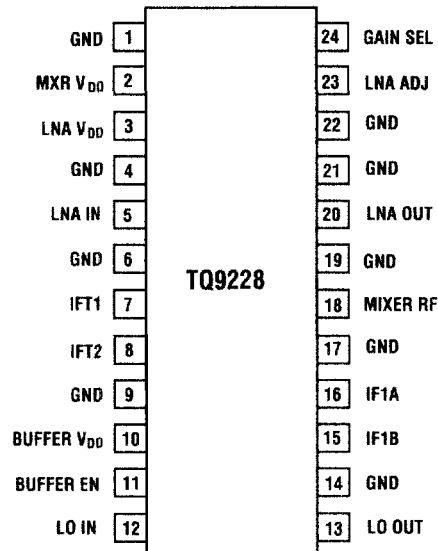 GND 1 24 GAIN SEL
MXR VDD 2 23 LNA ADJ
LNA VDD 3 22 GND
GND 4 21 GND
LNA IN 5 20 LNA OUT
GND 6 19 GND
TQ9228
IFT1 7 18 MIXER RF
IFT2 8 17 GND
GND 9 16 IF1A
BUFFER VDD 10 15 IF1B
BUFFER EN 11 14 GND
LO IN 12 13 LO OUT